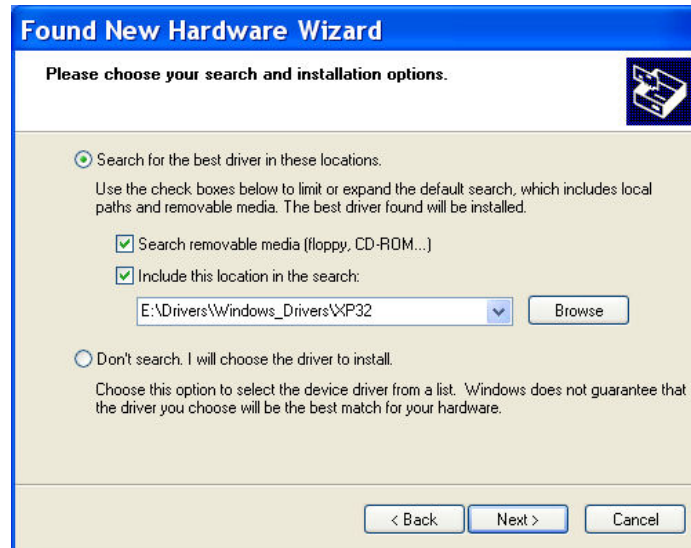 Found New Hardware Wizard
Please choose your search and installation options.
Search for the best driver in these locations.
Use the check boxes below to limit or expand the default search, which includes local
paths and removable media. The best driver found will be installed.
Search removable media (floppy, CD-ROM...)
Include this location in the search:
E:\Drivers\Windows_Drivers\XP32
Browse
Don't search. I will choose the driver to install.
Choose this option to select the device driver from a list. Windows does not guarantee that
the driver you choose will be the best match for your hardware.
< Back
Next >
Cancel